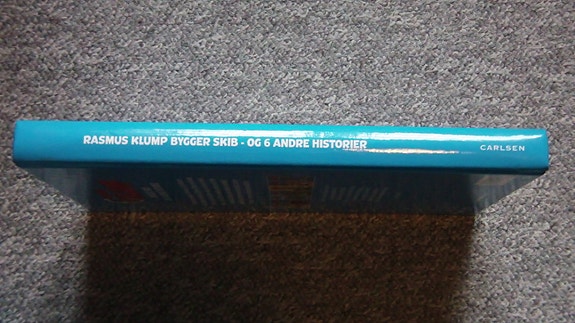 RASMUS KLUMP BYGGER SKIB - OG 6 ANDRE HISTORIER
CARLSEN